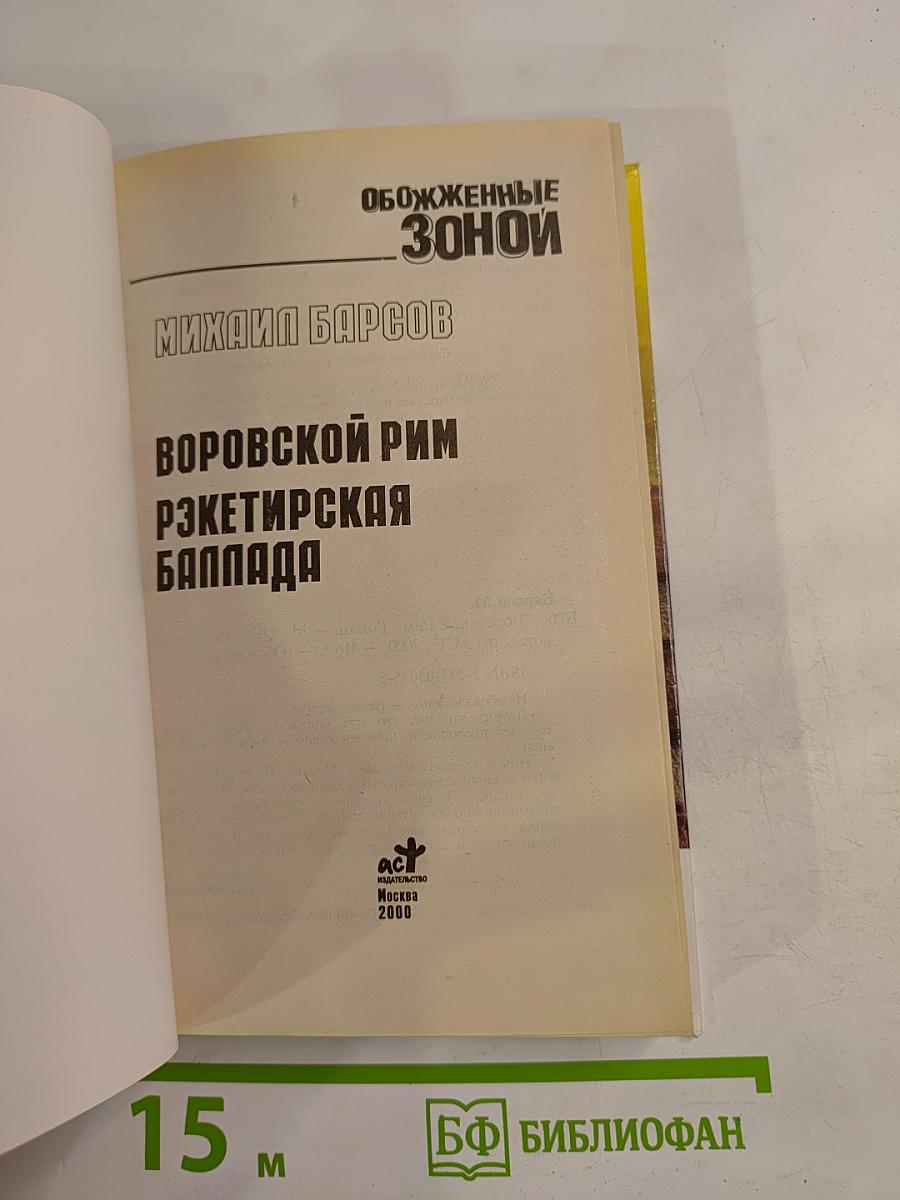 ОБОЖЖЕННЫЕ
ЗОНОЙ
МИХАИЛ БАРСОВ
ВОРОВСКОЙ РИМ
РЭКЕТИРСКАЯ
БАЛЛАДА
аст
ИЗДАТЕЛЬСТВО
Москва
2000
15 м
БФ БИБЛИОФАН